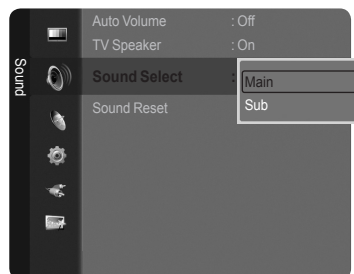 Sound
Auto Volume : Off
TV Speaker : On
Sound Select :
Main
Sub
Sound Reset